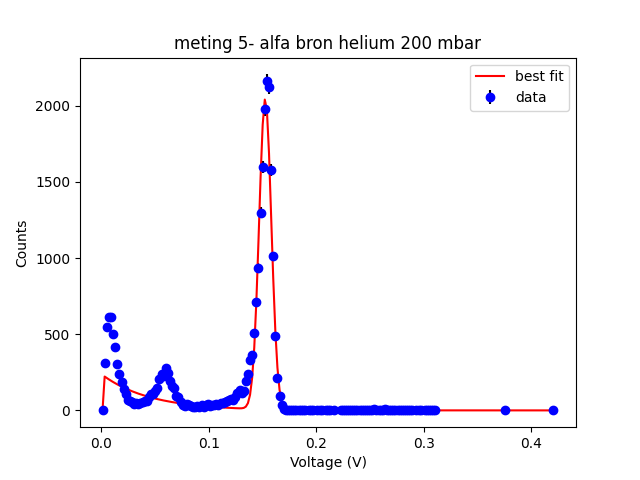 meting 5- alfa bron helium 200 mbar
best fit
data
Counts
2000
1500
1000
500
0
0.0 0.1 0.2 0.3 0.4
Voltage (V)